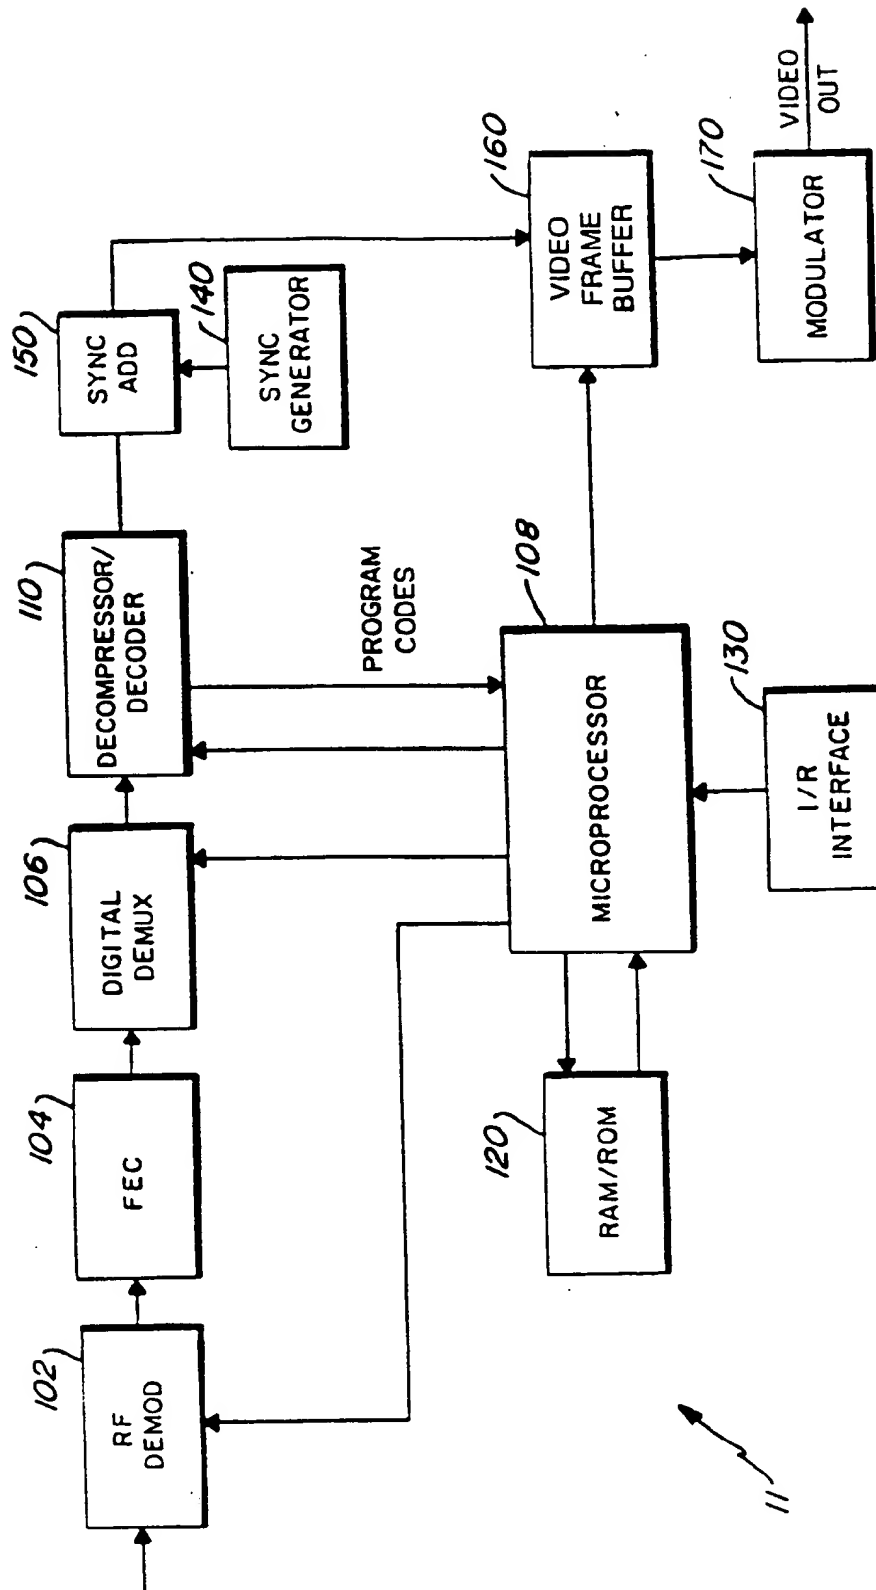 102
RF
DEMOD
104
FEC
106
DIGITAL
DEMUX
110
DECOMPRESSOR/
DECODER
150
SYNC
ADD
140
SYNC
GENERATOR
PROGRAM
CODES
120
RAM/ROM
108
MICROPROCESSOR
130
I/R
INTERFACE
160
VIDEO
FRAME
BUFFER
170
MODULATOR
VIDEO
OUT
11